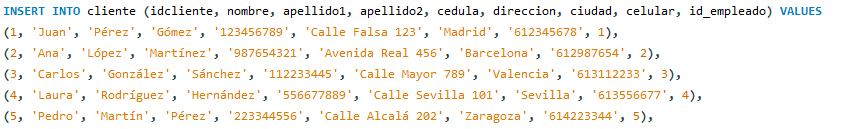 INSERT INTO cliente (idcliente, nombre, apellido1, apellido2, cedula, direccion, ciudad, celular, id_empleado) VALUES
(1, 'Juan', 'Pérez', 'Gómez', '123456789', 'Calle Falsa 123', 'Madrid', '612345678', 1),
(2, 'Ana', 'López', 'Martínez', '987654321', 'Avenida Real 456', 'Barcelona', '612987654', 2),
(3, 'Carlos', 'González', 'Sánchez', '112233445', 'Calle Mayor 789', 'Valencia', '613112233', 3),
(4, 'Laura', 'Rodríguez', 'Hernández', '556677889', 'Calle Sevilla 101', 'Sevilla', '613556677', 4),
(5, 'Pedro', 'Martín', 'Pérez', '223344556', 'Calle Alcalá 202', 'Zaragoza', '614223344', 5),